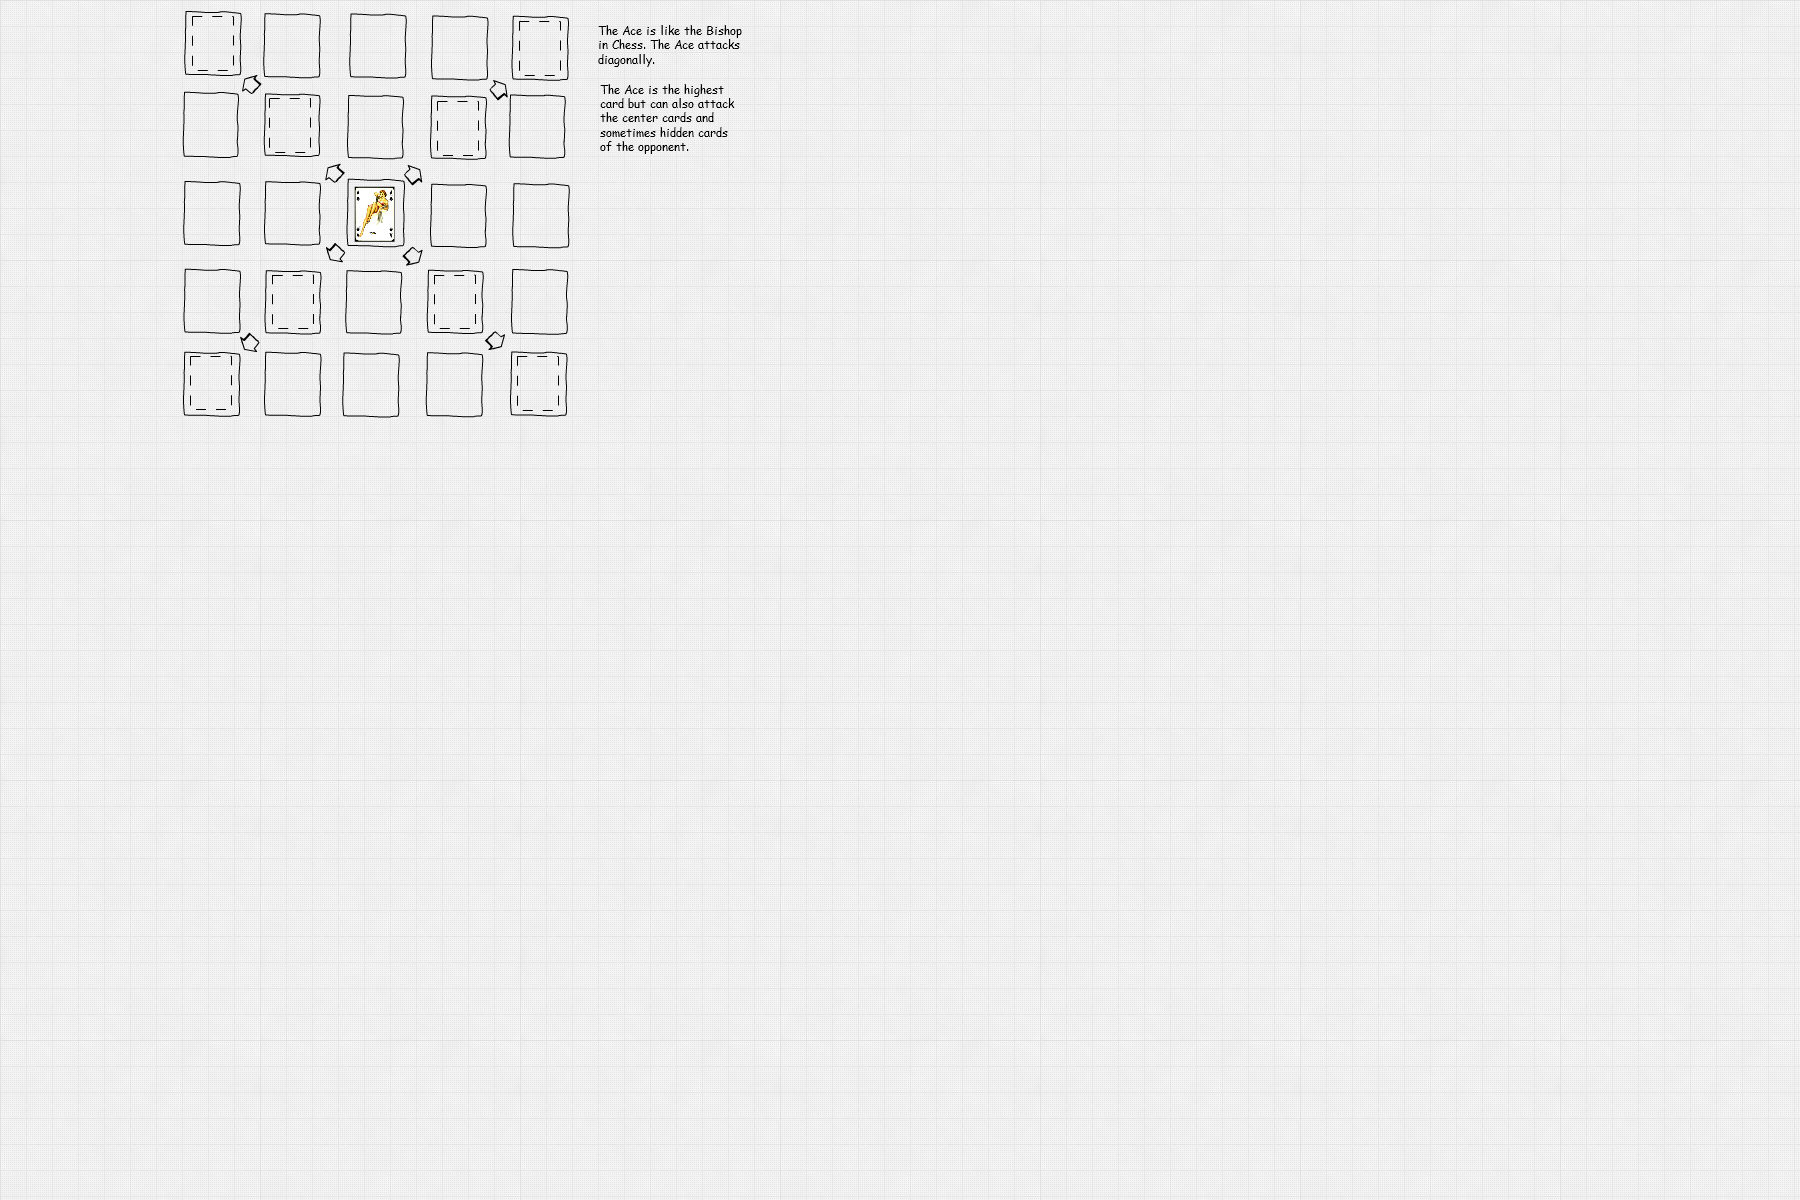 The Ace is like the Bishop
in Chess. The Ace attacks
diagonally.
The Ace is the highest
card but can also attack
the center cards and
sometimes hidden cards
of the opponent.